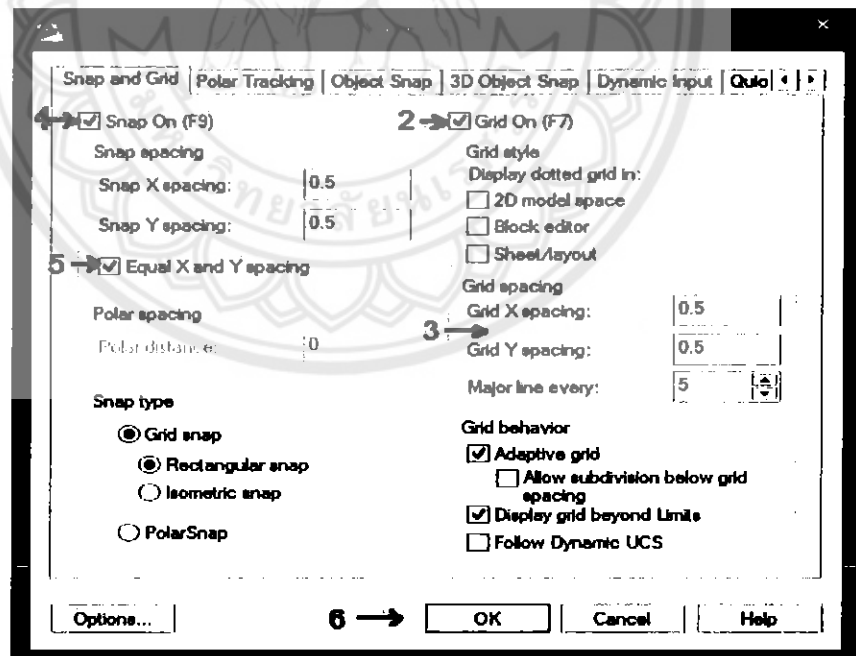 Snap and Grid Polar Tracking Object Snap 3D Object Snap Dynamic Input Quic
4 Snap On (F9)
Snap spacing
Snap X spacing: 0.5
Snap Y spacing: 0.5
5 Equal X and Y spacing
Polar spacing
Polar distance: 0
Snap type
Grid snap
Rectangular snap
Isometric snap
PolarSnap
2 Grid On (F7)
Grid style
Display dotted grid in:
2D model space
Block editor
Sheet/layout
Grid spacing
3
Grid X spacing: 0.5
Grid Y spacing: 0.5
Major line every: 5
Grid behavior
Adaptive grid
Allow subdivision below grid
spacing
Display grid beyond Limits
Follow Dynamic UCS
Options... 6 OK Cancel Help